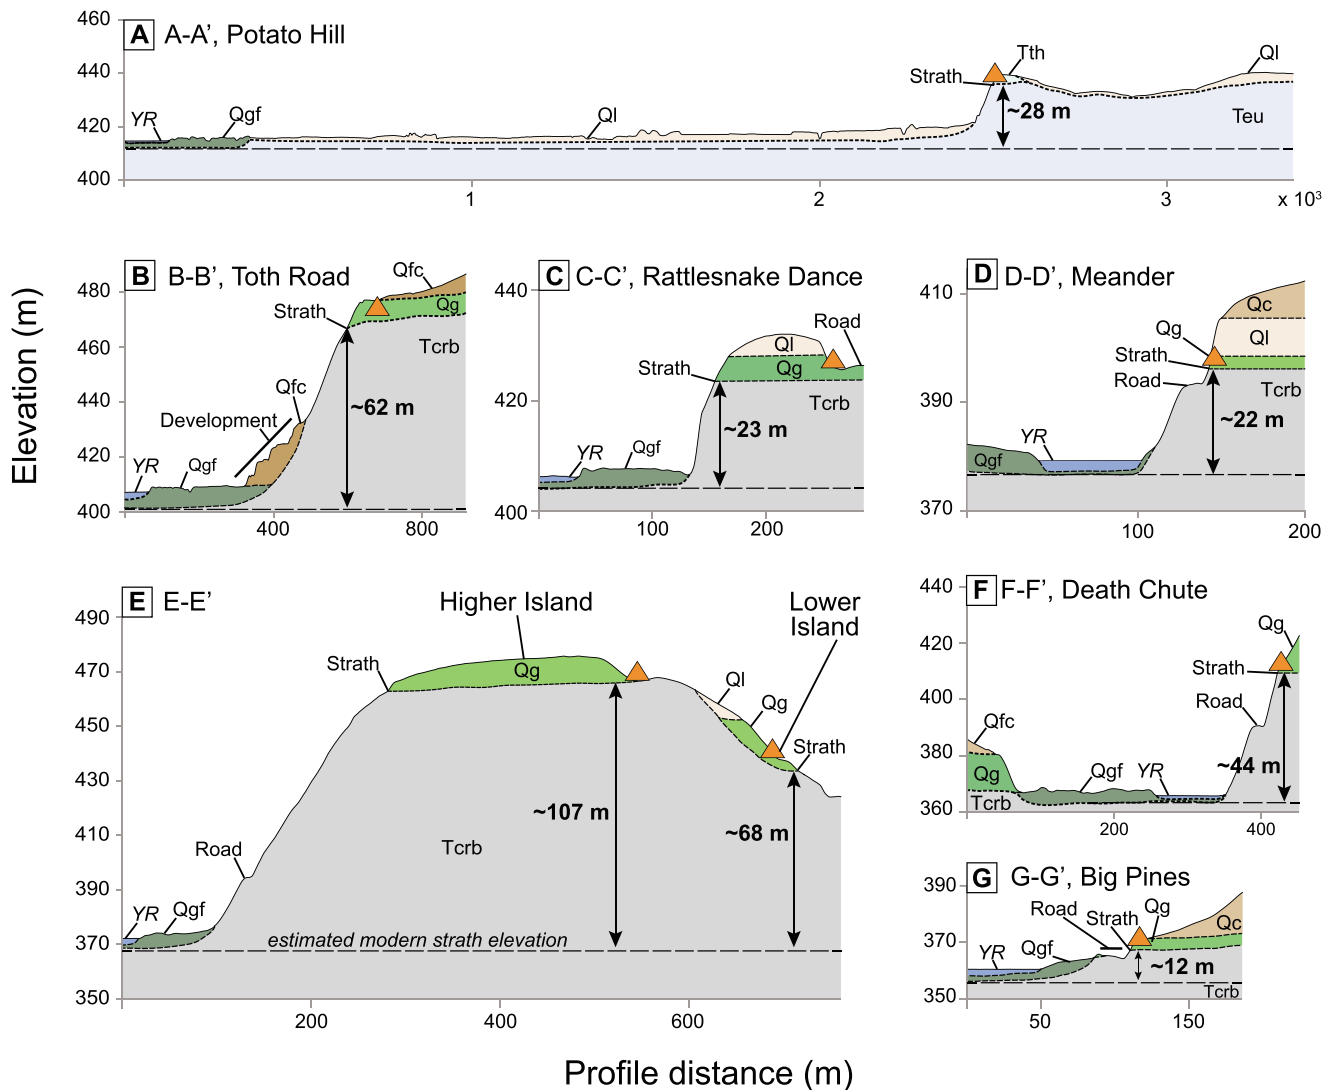 A A-A’, Potato Hill
460
440
420
400
YR
Qgf
Ql
Strath
Tth
~28 m
Ql
Teu
1
2
3
x 10³
Elevation (m)
B B-B’, Toth Road
480
460
440
420
400
Qfc
Strath
Qg
Tcrb
Qfc
Development
~62 m
YR
Qgf
400
800
C C-C’, Rattlesnake Dance
440
420
400
Road
Ql
Strath
Qg
Tcrb
~23 m
YR
Qgf
100
200
D D-D’, Meander
410
390
370
Qc
Qg
Ql
Strath
Road
Tcrb
~22 m
YR
Qgf
100
200
E E-E’
Higher Island
Lower
Island
490
470
450
430
410
390
370
350
Strath
Qg
Ql
Qg
Strath
~107 m
~68 m
Tcrb
Road
YR
Qgf
estimated modern strath elevation
200
400
600
F F-F’, Death Chute
440
420
400
380
360
Qg
Strath
Road
Qfc
Qg
Qgf
YR
~44 m
Tcrb
200
400
G G-G’, Big Pines
390
370
350
Road
Strath
Qg
Qc
YR
Qgf
~12 m
Tcrb
50
150
Profile distance (m)